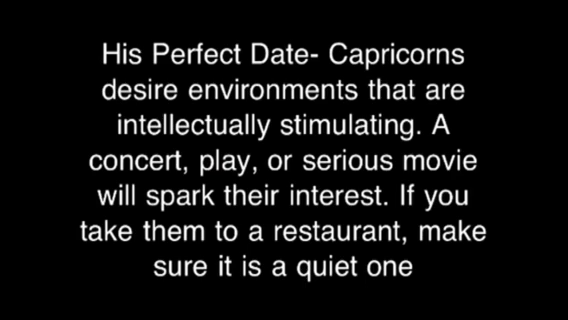 His Perfect Date- Capricorns
desire environments that are
intellectually stimulating. A
concert, play, or serious movie
will spark their interest. If you
take them to a restaurant, make
sure it is a quiet one